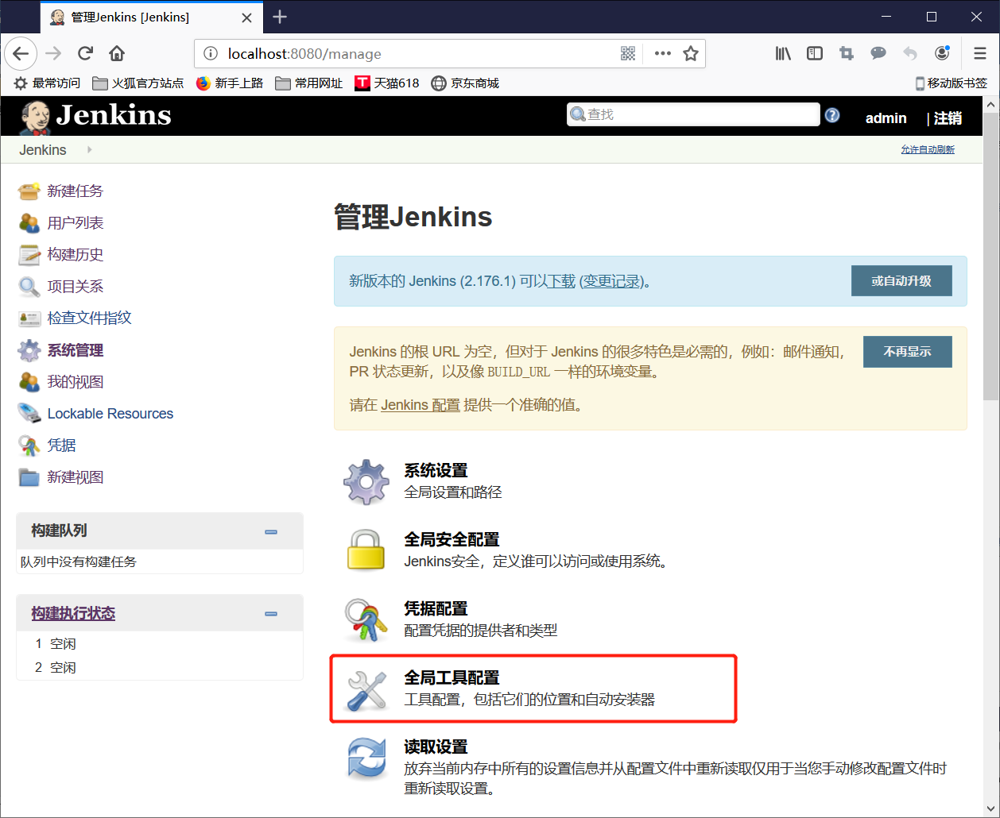 管理Jenkins [Jenkins]
localhost:8080/manage
最常访问 火狐官方站点 新手上路 常用网址 T 天猫618 京东商城 移动版书签
Jenkins 查找 admin | 注销
Jenkins 允许自动刷新
新建任务
用户列表
构建历史
项目关系
检查文件指纹
系统管理
我的视图
Lockable Resources
凭据
新建视图
构建队列
队列中没有构建任务
构建执行状态
1 空闲
2 空闲
管理Jenkins
新版本的 Jenkins (2.176.1) 可以下载 (变更记录)。
或自动升级
Jenkins 的根 URL 为空，但对于 Jenkins 的很多特色是必需的，例如：邮件通知，
PR 状态更新，以及像 BUILD_URL 一样的环境变量。
不再显示
请在 Jenkins 配置 提供一个准确的值。
系统设置
全局设置和路径
全局安全配置
Jenkins安全，定义谁可以访问或使用系统。
凭据配置
配置凭据的提供者和类型
全局工具配置
工具配置，包括它们的位置和自动安装器
读取设置
放弃当前内存中所有的设置信息并从配置文件中重新读取仅用于当您手动修改配置文件时
重新读取设置。